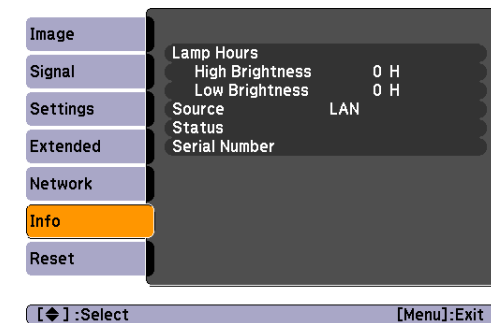 Image
Signal
Settings
Extended
Network
Info
Reset
Lamp Hours
High Brightness 0 H
Low Brightness 0 H
Source LAN
Status
Serial Number
[◆] :Select [Menu]:Exit